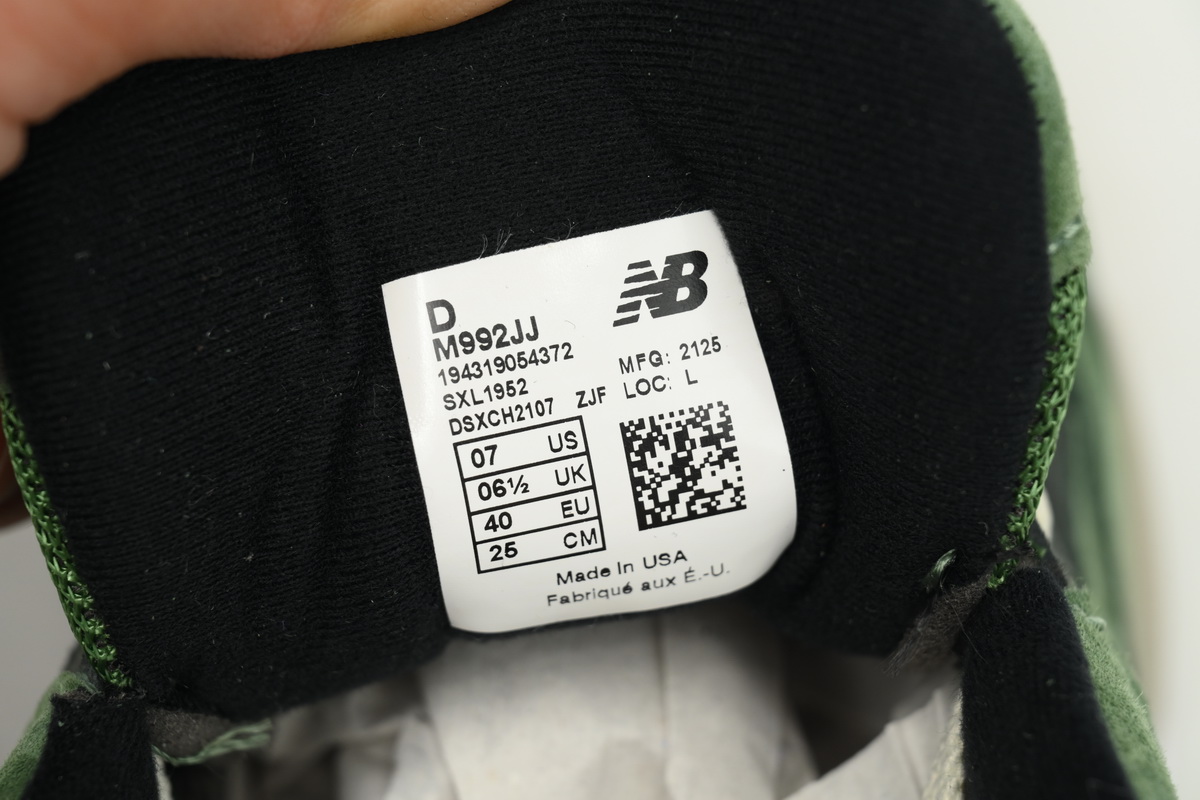 D
M992JJ
194319054372
SXL1952
DSXCH2107 ZJF
NB
MFG: 2125
LOC: L
07 US
06½ UK
40 EU
25 CM
Made In USA
Fabriqué aux É.-U.